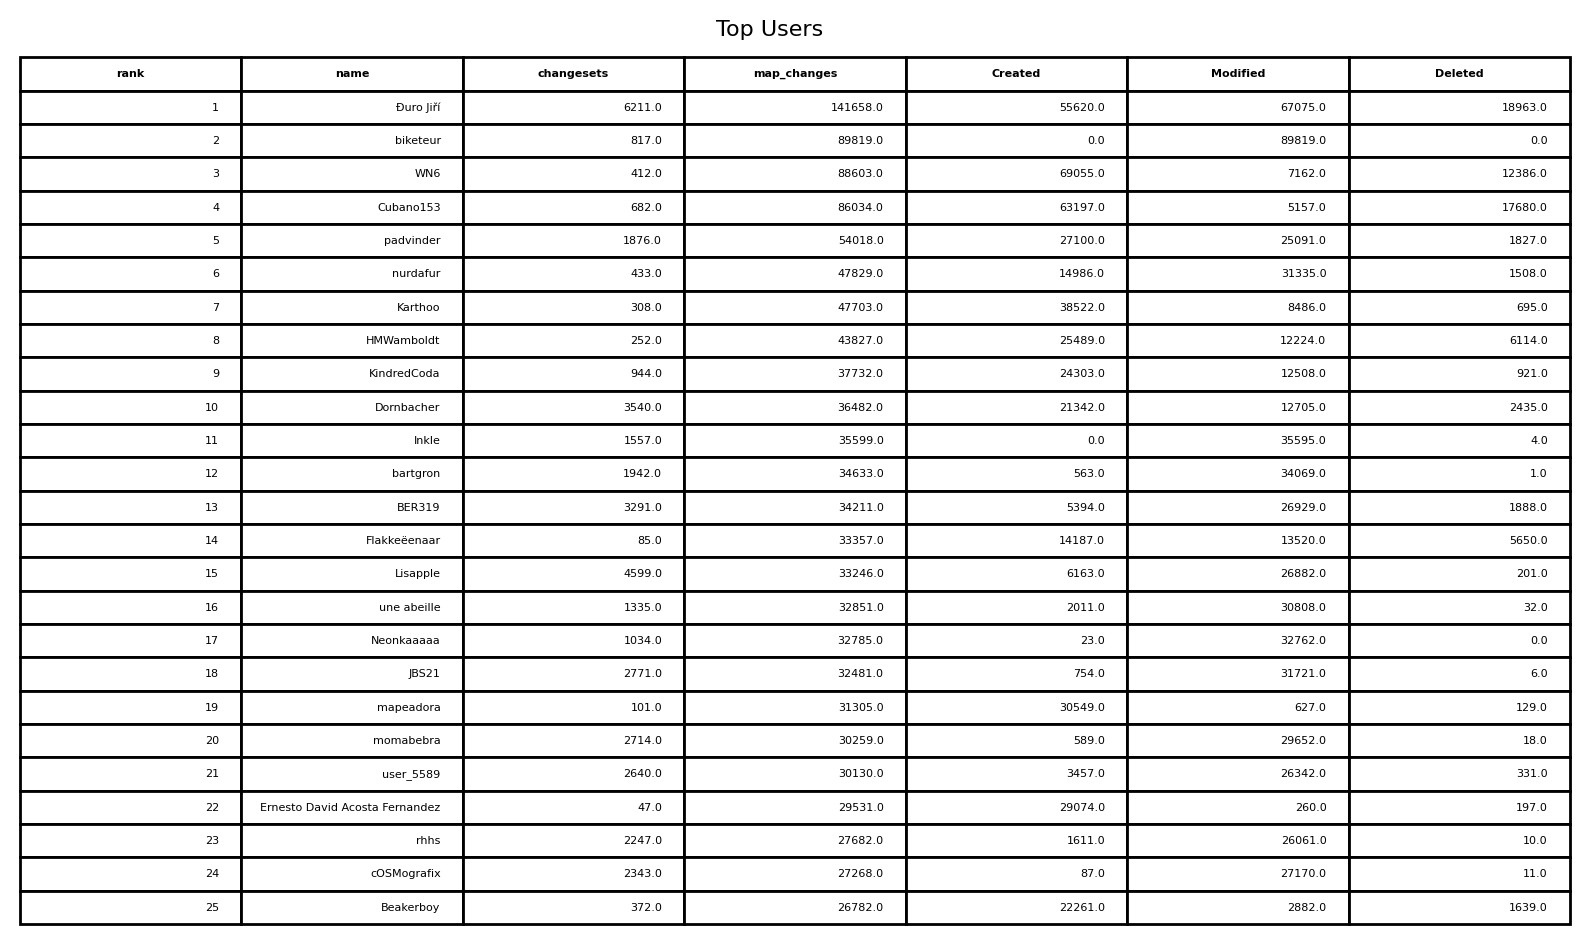 Top Users
rank name changesets map_changes Created Modified Deleted
1 Đuro Jiří 6211.0 141658.0 55620.0 67075.0 18963.0
2 biketeur 817.0 89819.0 0.0 89819.0 0.0
3 WN6 412.0 88603.0 69055.0 7162.0 12386.0
4 Cubano153 682.0 86034.0 63197.0 5157.0 17680.0
5 padvinder 1876.0 54018.0 27100.0 25091.0 1827.0
6 nurdafur 433.0 47829.0 14986.0 31335.0 1508.0
7 Karthoo 308.0 47703.0 38522.0 8486.0 695.0
8 HMWamboldt 252.0 43827.0 25489.0 12224.0 6114.0
9 KindredCoda 944.0 37732.0 24303.0 12508.0 921.0
10 Dornbacher 3540.0 36482.0 21342.0 12705.0 2435.0
11 Inkle 1557.0 35599.0 0.0 35595.0 4.0
12 bartgron 1942.0 34633.0 563.0 34069.0 1.0
13 BER319 3291.0 34211.0 5394.0 26929.0 1888.0
14 Flakkeëenaar 85.0 33357.0 14187.0 13520.0 5650.0
15 Lisapple 4599.0 33246.0 6163.0 26882.0 201.0
16 une abeille 1335.0 32851.0 2011.0 30808.0 32.0
17 Neonkaaaaa 1034.0 32785.0 23.0 32762.0 0.0
18 JBS21 2771.0 32481.0 754.0 31721.0 6.0
19 mapeadora 101.0 31305.0 30549.0 627.0 129.0
20 momabebra 2714.0 30259.0 589.0 29652.0 18.0
21 user_5589 2640.0 30130.0 3457.0 26342.0 331.0
22 Ernesto David Acosta Fernandez 47.0 29531.0 29074.0 260.0 197.0
23 rhhs 2247.0 27682.0 1611.0 26061.0 10.0
24 cOSMografix 2343.0 27268.0 87.0 27170.0 11.0
25 Beakerboy 372.0 26782.0 22261.0 2882.0 1639.0